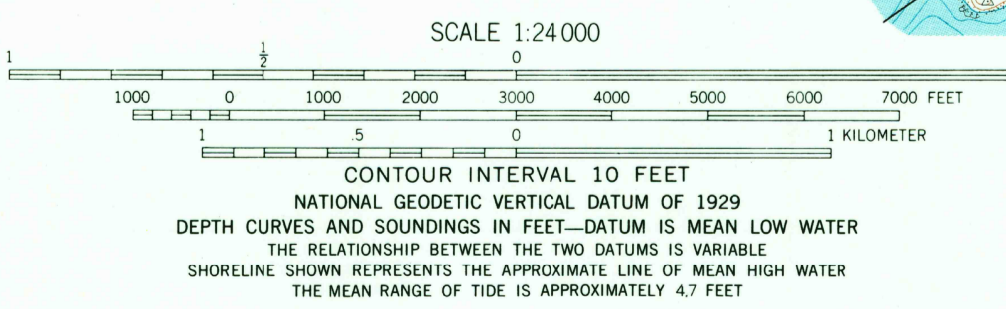 SCALE 1:24 000
1 ½ 0
1000 0 1000 2000 3000 4000 5000 6000 7000 FEET
1 .5 0 1 KILOMETER
CONTOUR INTERVAL 10 FEET
NATIONAL GEODETIC VERTICAL DATUM OF 1929
DEPTH CURVES AND SOUNDINGS IN FEET—DATUM IS MEAN LOW WATER
THE RELATIONSHIP BETWEEN THE TWO DATUMS IS VARIABLE
SHORELINE SHOWN REPRESENTS THE APPROXIMATE LINE OF MEAN HIGH WATER
THE MEAN RANGE OF TIDE IS APPROXIMATELY 4.7 FEET